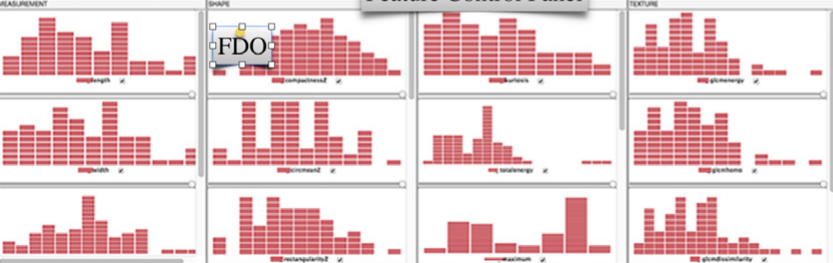 MEASUREMENT
SHAPE
Feature Control Panel
TEXTURE
FDO
length
compactness2
kurtosis
glcmenergy
width
circmean2
totalenergy
glcmhomo
rectangularity2
maximum
glcmdissimilarity